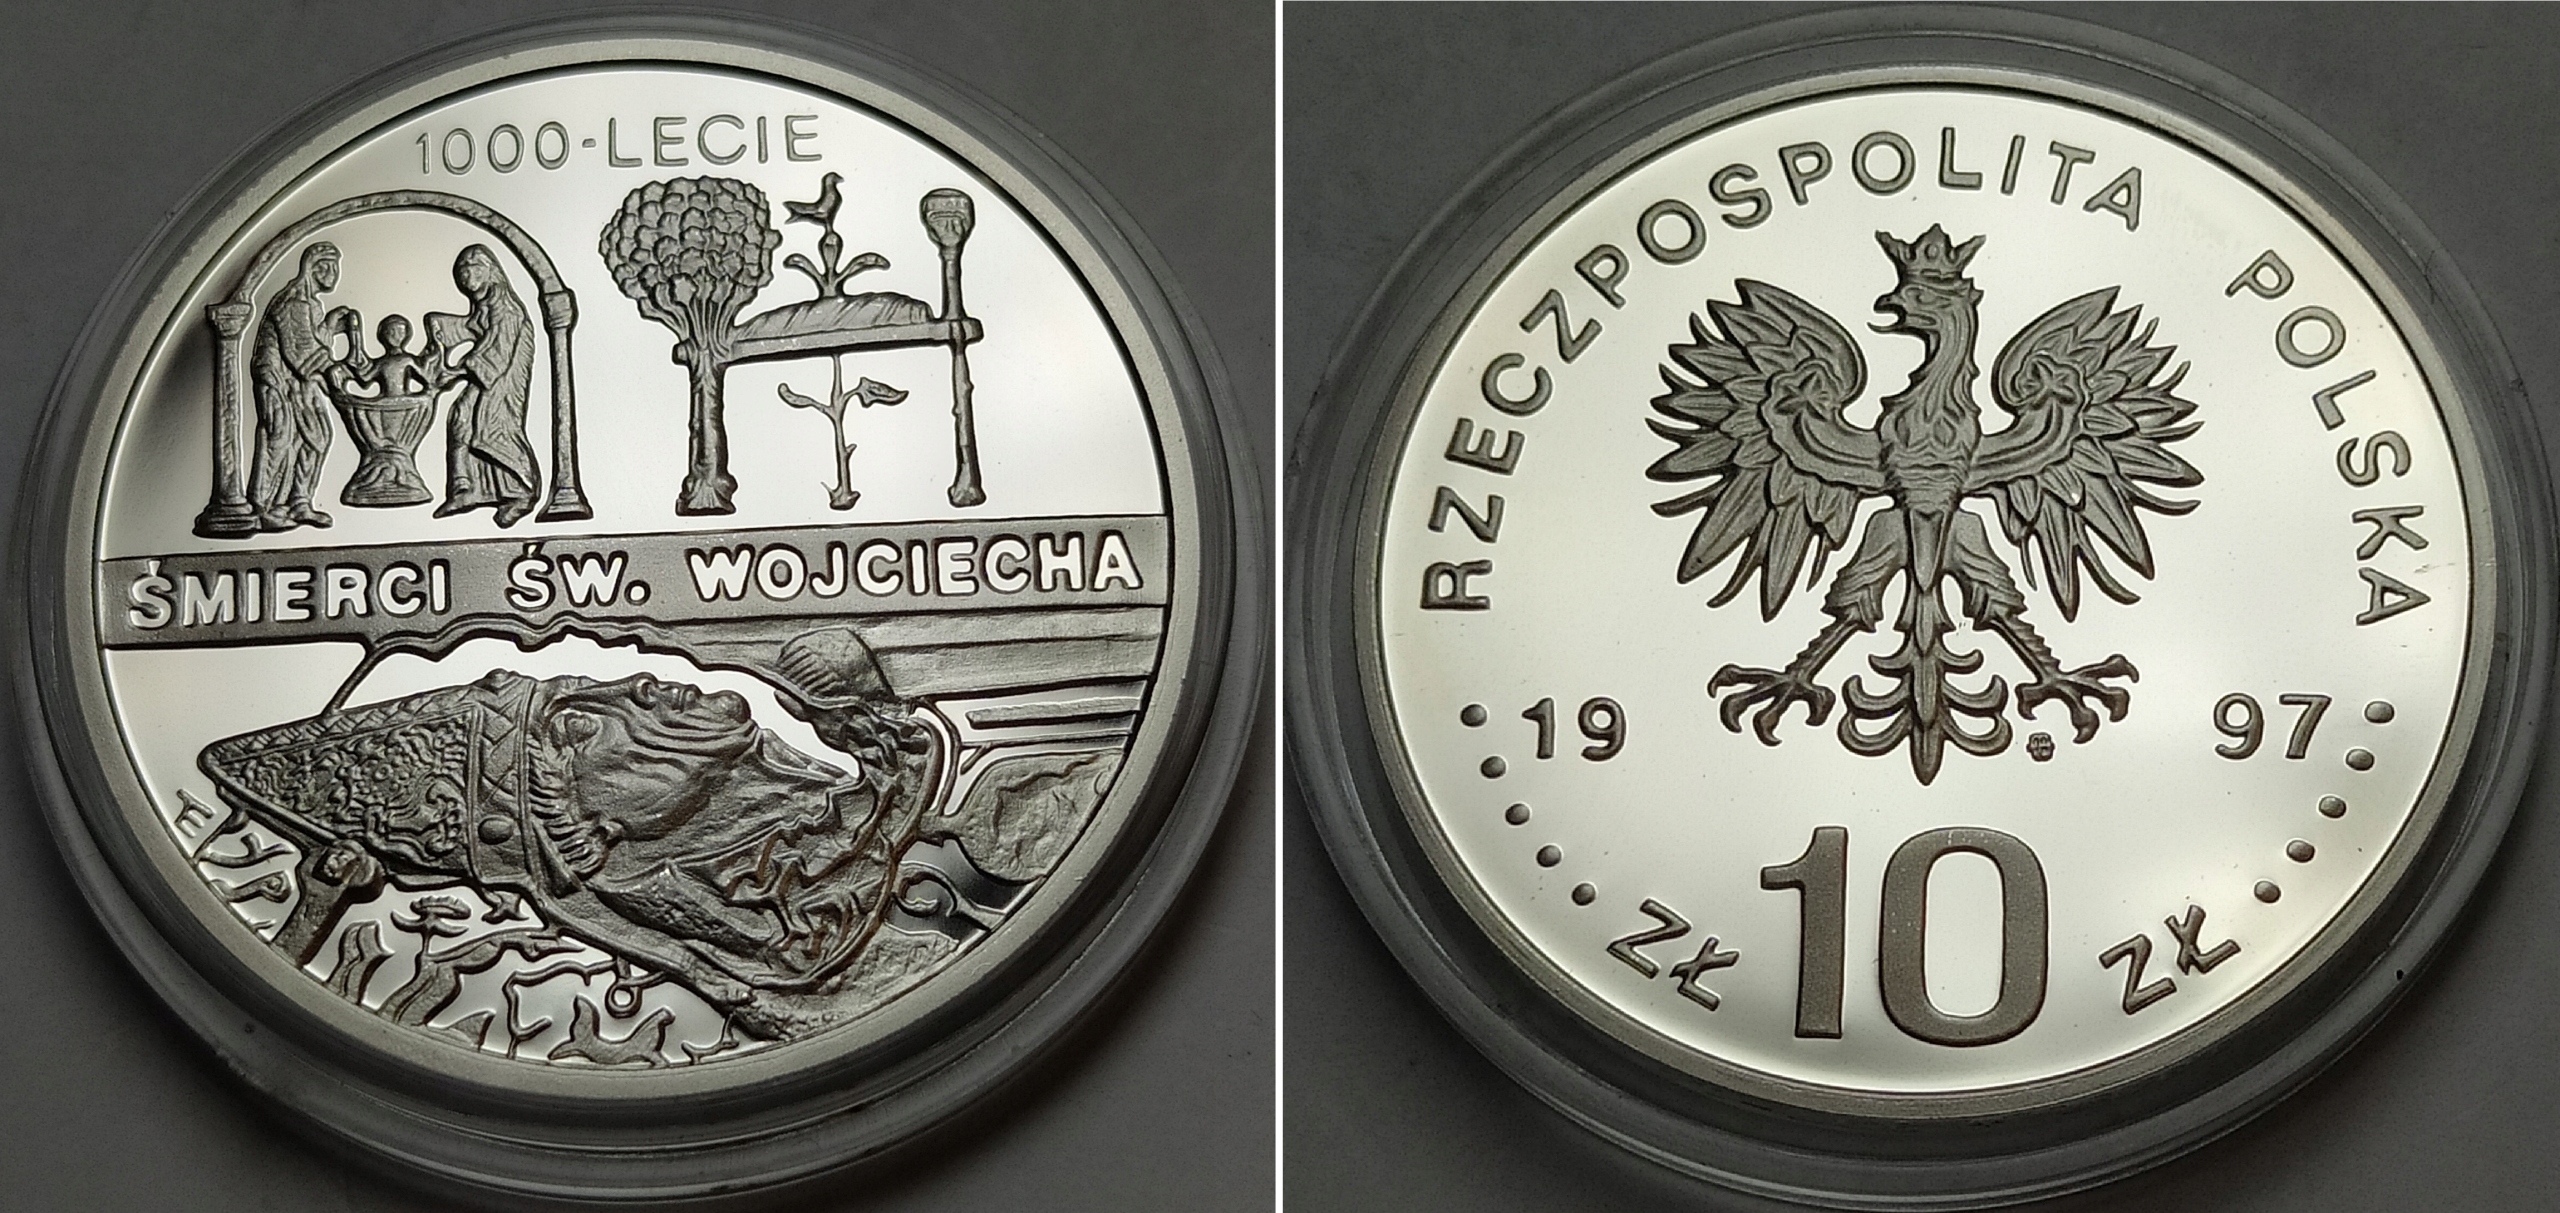 1000-LECIE
ŚMIERCI ŚW. WOJCIECHA
RZECZPOSPOLITA POLSKA
19 97
ZŁ 10 ZŁ